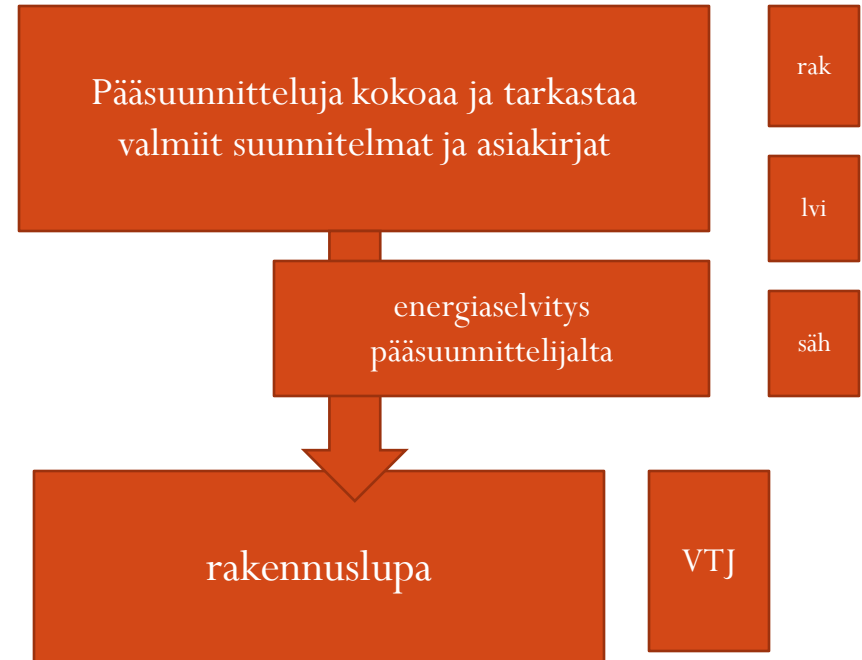 Pääsuunnitteluja kokoaa ja tarkastaa
valmiit suunnitelmat ja asiakirjat
rak
lvi
energiaselvitys
pääsuunnittelijalta
säh
rakennuslupa
VTJ